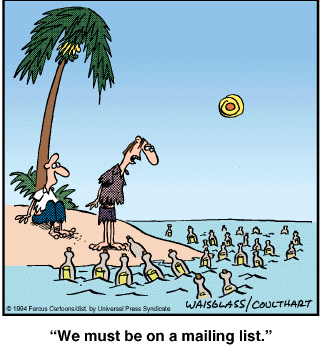 © 1994 Farcus Cartoons/dist. by Universal Press Syndicate
WAISGLASS/COULTHART
“We must be on a mailing list.”